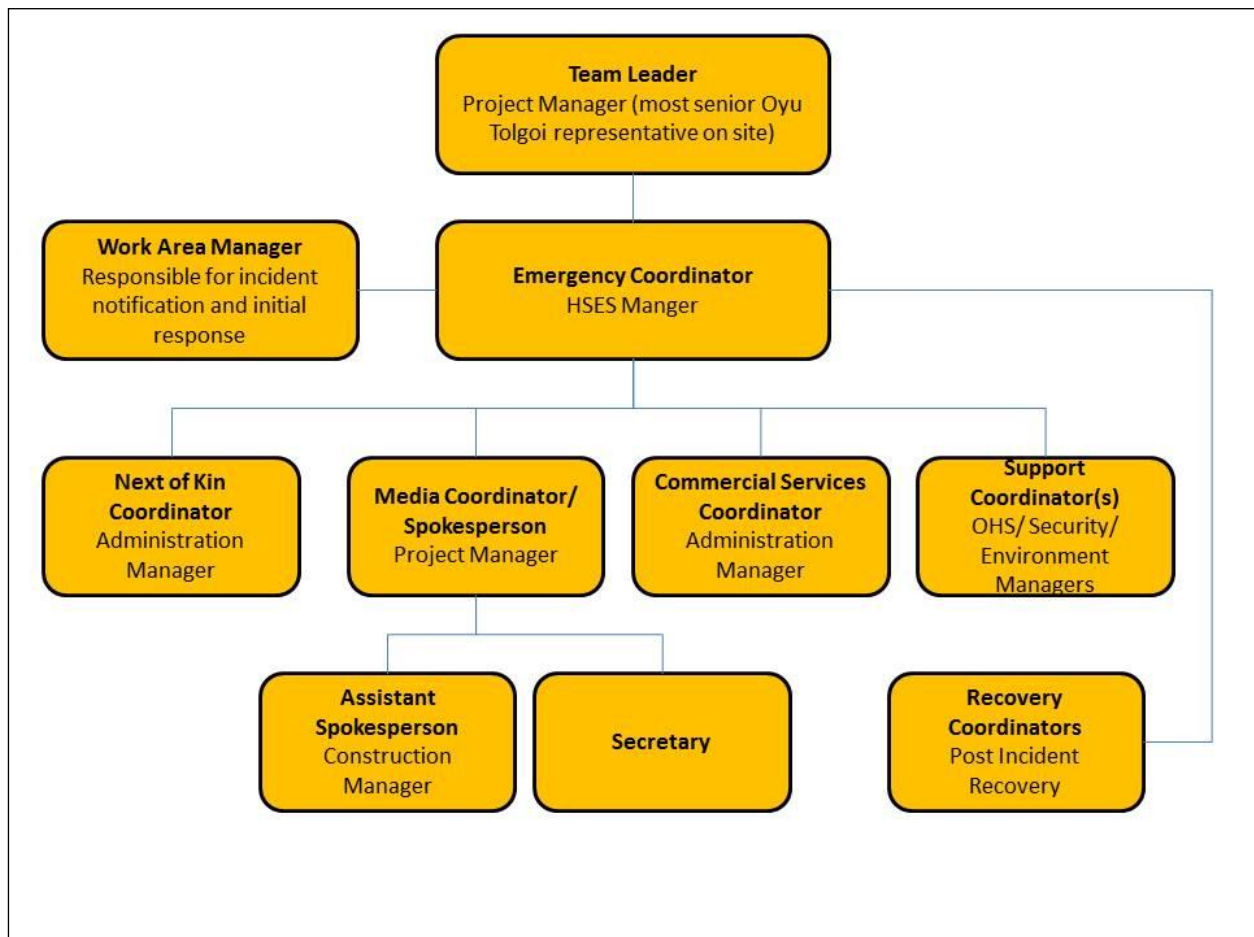 Team Leader
Project Manager (most senior Oyu
Tolgoi representative on site)
Work Area Manager
Responsible for incident
notification and initial
response
Emergency Coordinator
HSES Manger
Next of Kin
Coordinator
Administration
Manager
Media Coordinator/
Spokesperson
Project Manager
Commercial Services
Coordinator
Administration
Manager
Support
Coordinator(s)
OHS/ Security/
Environment
Managers
Assistant
Spokesperson
Construction
Manager
Secretary
Recovery
Coordinators
Post Incident
Recovery